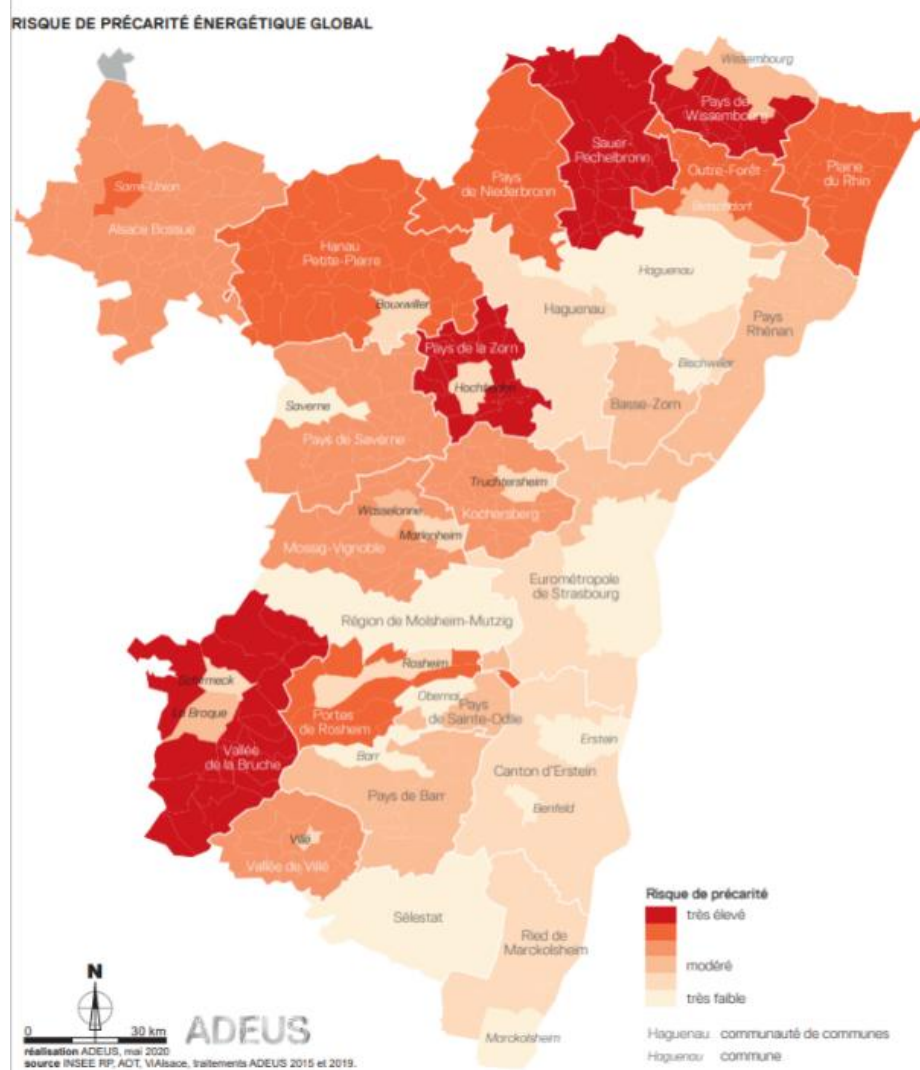 RISQUE DE PRÉCARITÉ ÉNERGÉTIQUE GLOBAL
Wissembourg
Pays de
Wissembourg
Sauer-
Pechelbronn
Pays
de Niederbronn
Outre-Forêt
Plaine
du Rhin
Betschdorf
Sarre-Union
Alsace Bossue
Hanau
Petite-Pierre
Haguenau
Bouxwiller
Haguenau
Pays
Rhénan
Pays de la Zorn
Bischwiller
Hochfelden
Saverne
Basse-Zorn
Pays de Saverne
Truchtersheim
Wasselonne
Kochersberg
Marlenheim
Mossig-Vignoble
Eurométropole
de Strasbourg
Région de Molsheim-Mutzig
Rosheim
Schirmeck
Obernai
La Broque
Portes
de Rosheim
Pays
de Sainte-Odile
Erstein
Vallée
de la Bruche
Barr
Canton d'Erstein
Pays de Barr
Benfeld
Villé
Vallée de Villé
Sélestat
Ried de
Marckolsheim
Marckolsheim
Risque de précarité
très élevé
modéré
très faible
Haguenau communauté de communes
Haguenau commune
N
0 30 km
ADEUS
réalisation ADEUS, mai 2020
source INSEE RP, AOT, VIAlsace, traitements ADEUS 2015 et 2019.